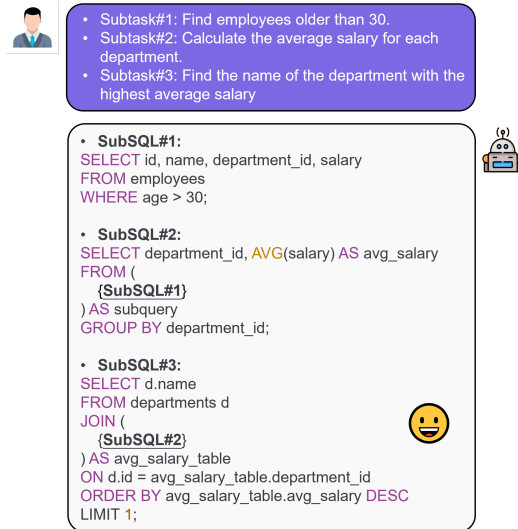 • Subtask#1: Find employees older than 30.
• Subtask#2: Calculate the average salary for each
department.
• Subtask#3: Find the name of the department with the
highest average salary
• SubSQL#1:
SELECT id, name, department_id, salary
FROM employees
WHERE age > 30;
• SubSQL#2:
SELECT department_id, AVG(salary) AS avg_salary
FROM (
{SubSQL#1}
) AS subquery
GROUP BY department_id;
• SubSQL#3:
SELECT d.name
FROM departments d
JOIN (
{SubSQL#2}
) AS avg_salary_table
ON d.id = avg_salary_table.department_id
ORDER BY avg_salary_table.avg_salary DESC
LIMIT 1;